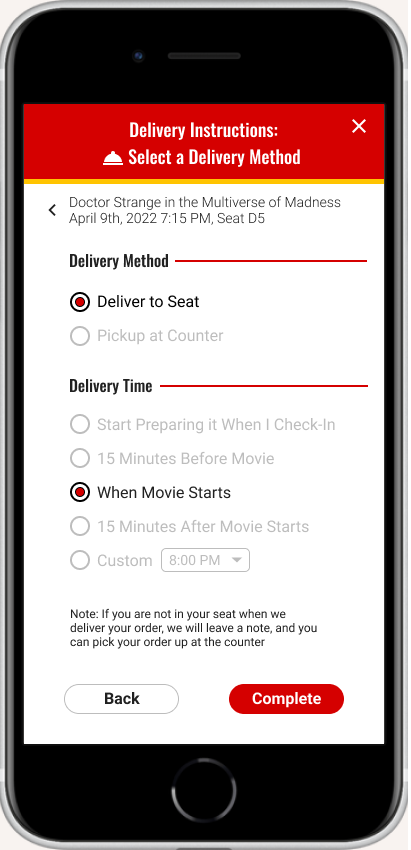 Delivery Instructions:
Select a Delivery Method
Doctor Strange in the Multiverse of Madness
April 9th, 2022 7:15 PM, Seat D5
Delivery Method
Deliver to Seat
Pickup at Counter
Delivery Time
Start Preparing it When I Check-In
15 Minutes Before Movie
When Movie Starts
15 Minutes After Movie Starts
Custom 8:00 PM
Note: If you are not in your seat when we
deliver your order, we will leave a note, and you
can pick your order up at the counter
Back Complete